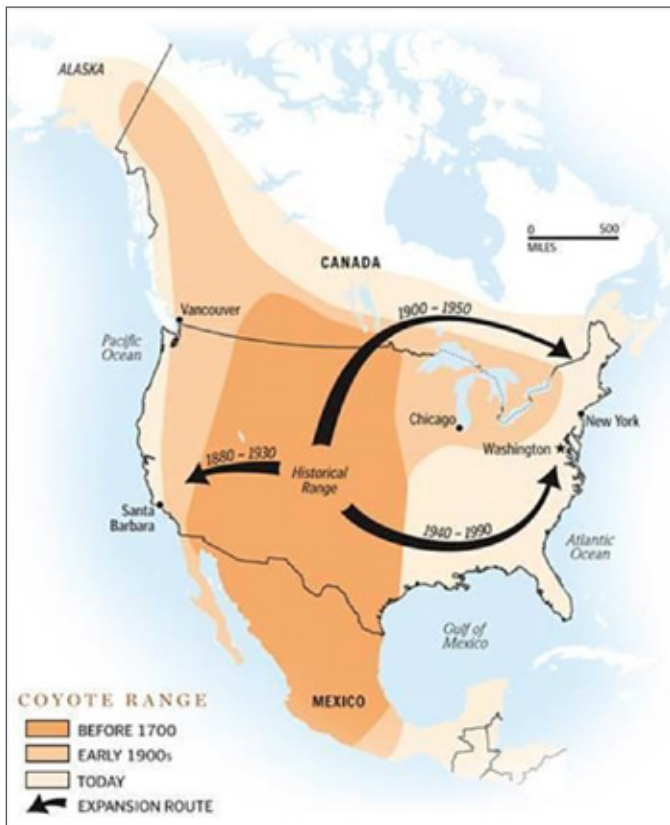 ALASKA
0 500
MILES
CANADA
Vancouver
1900 – 1950
Pacific
Ocean
Chicago
New York
Washington
1880 – 1930
Historical
Range
Santa
Barbara
1940 – 1990
Atlantic
Ocean
Gulf of
Mexico
MEXICO
COYOTE RANGE
BEFORE 1700
EARLY 1900s
TODAY
EXPANSION ROUTE